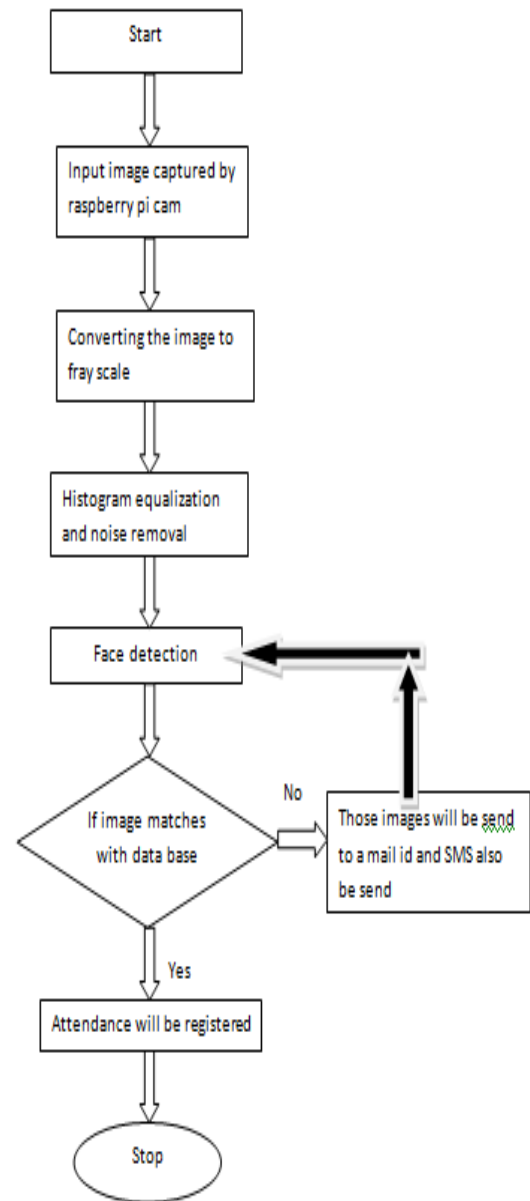 Start
Input image captured by
raspberry pi cam
Converting the image to
fray scale
Histogram equalization
and noise removal
Face detection
If image matches
with data base
No
Those images will be send
to a mail id and SMS also
be send
Yes
Attendance will be registered
Stop